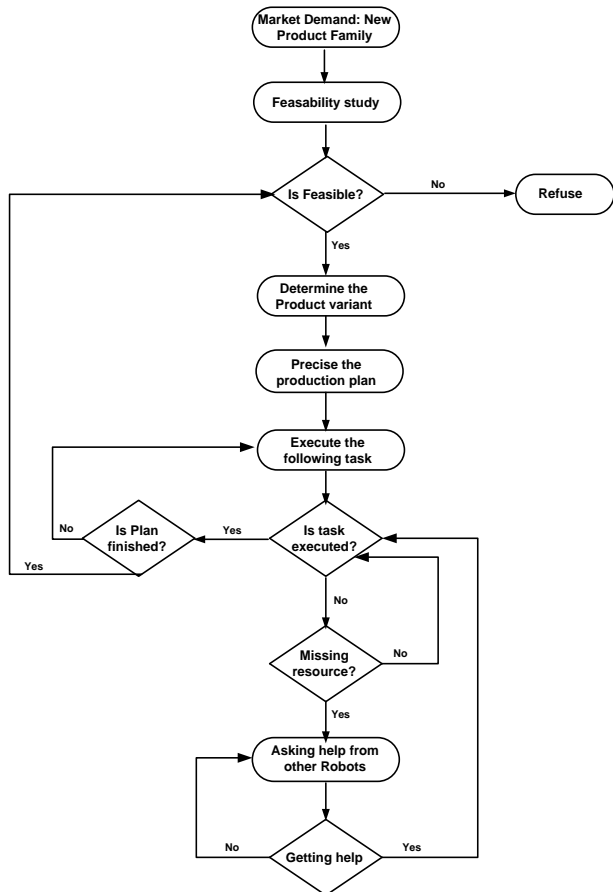 Market Demand: New
Product Family
Feasability study
Is Feasible?
No
Refuse
Yes
Determine the
Product variant
Precise the
production plan
Execute the
following task
Is Plan
finished?
No
Yes
Yes
Is task
executed?
No
Missing
resource?
No
Yes
Asking help from
other Robots
No
Getting help
Yes